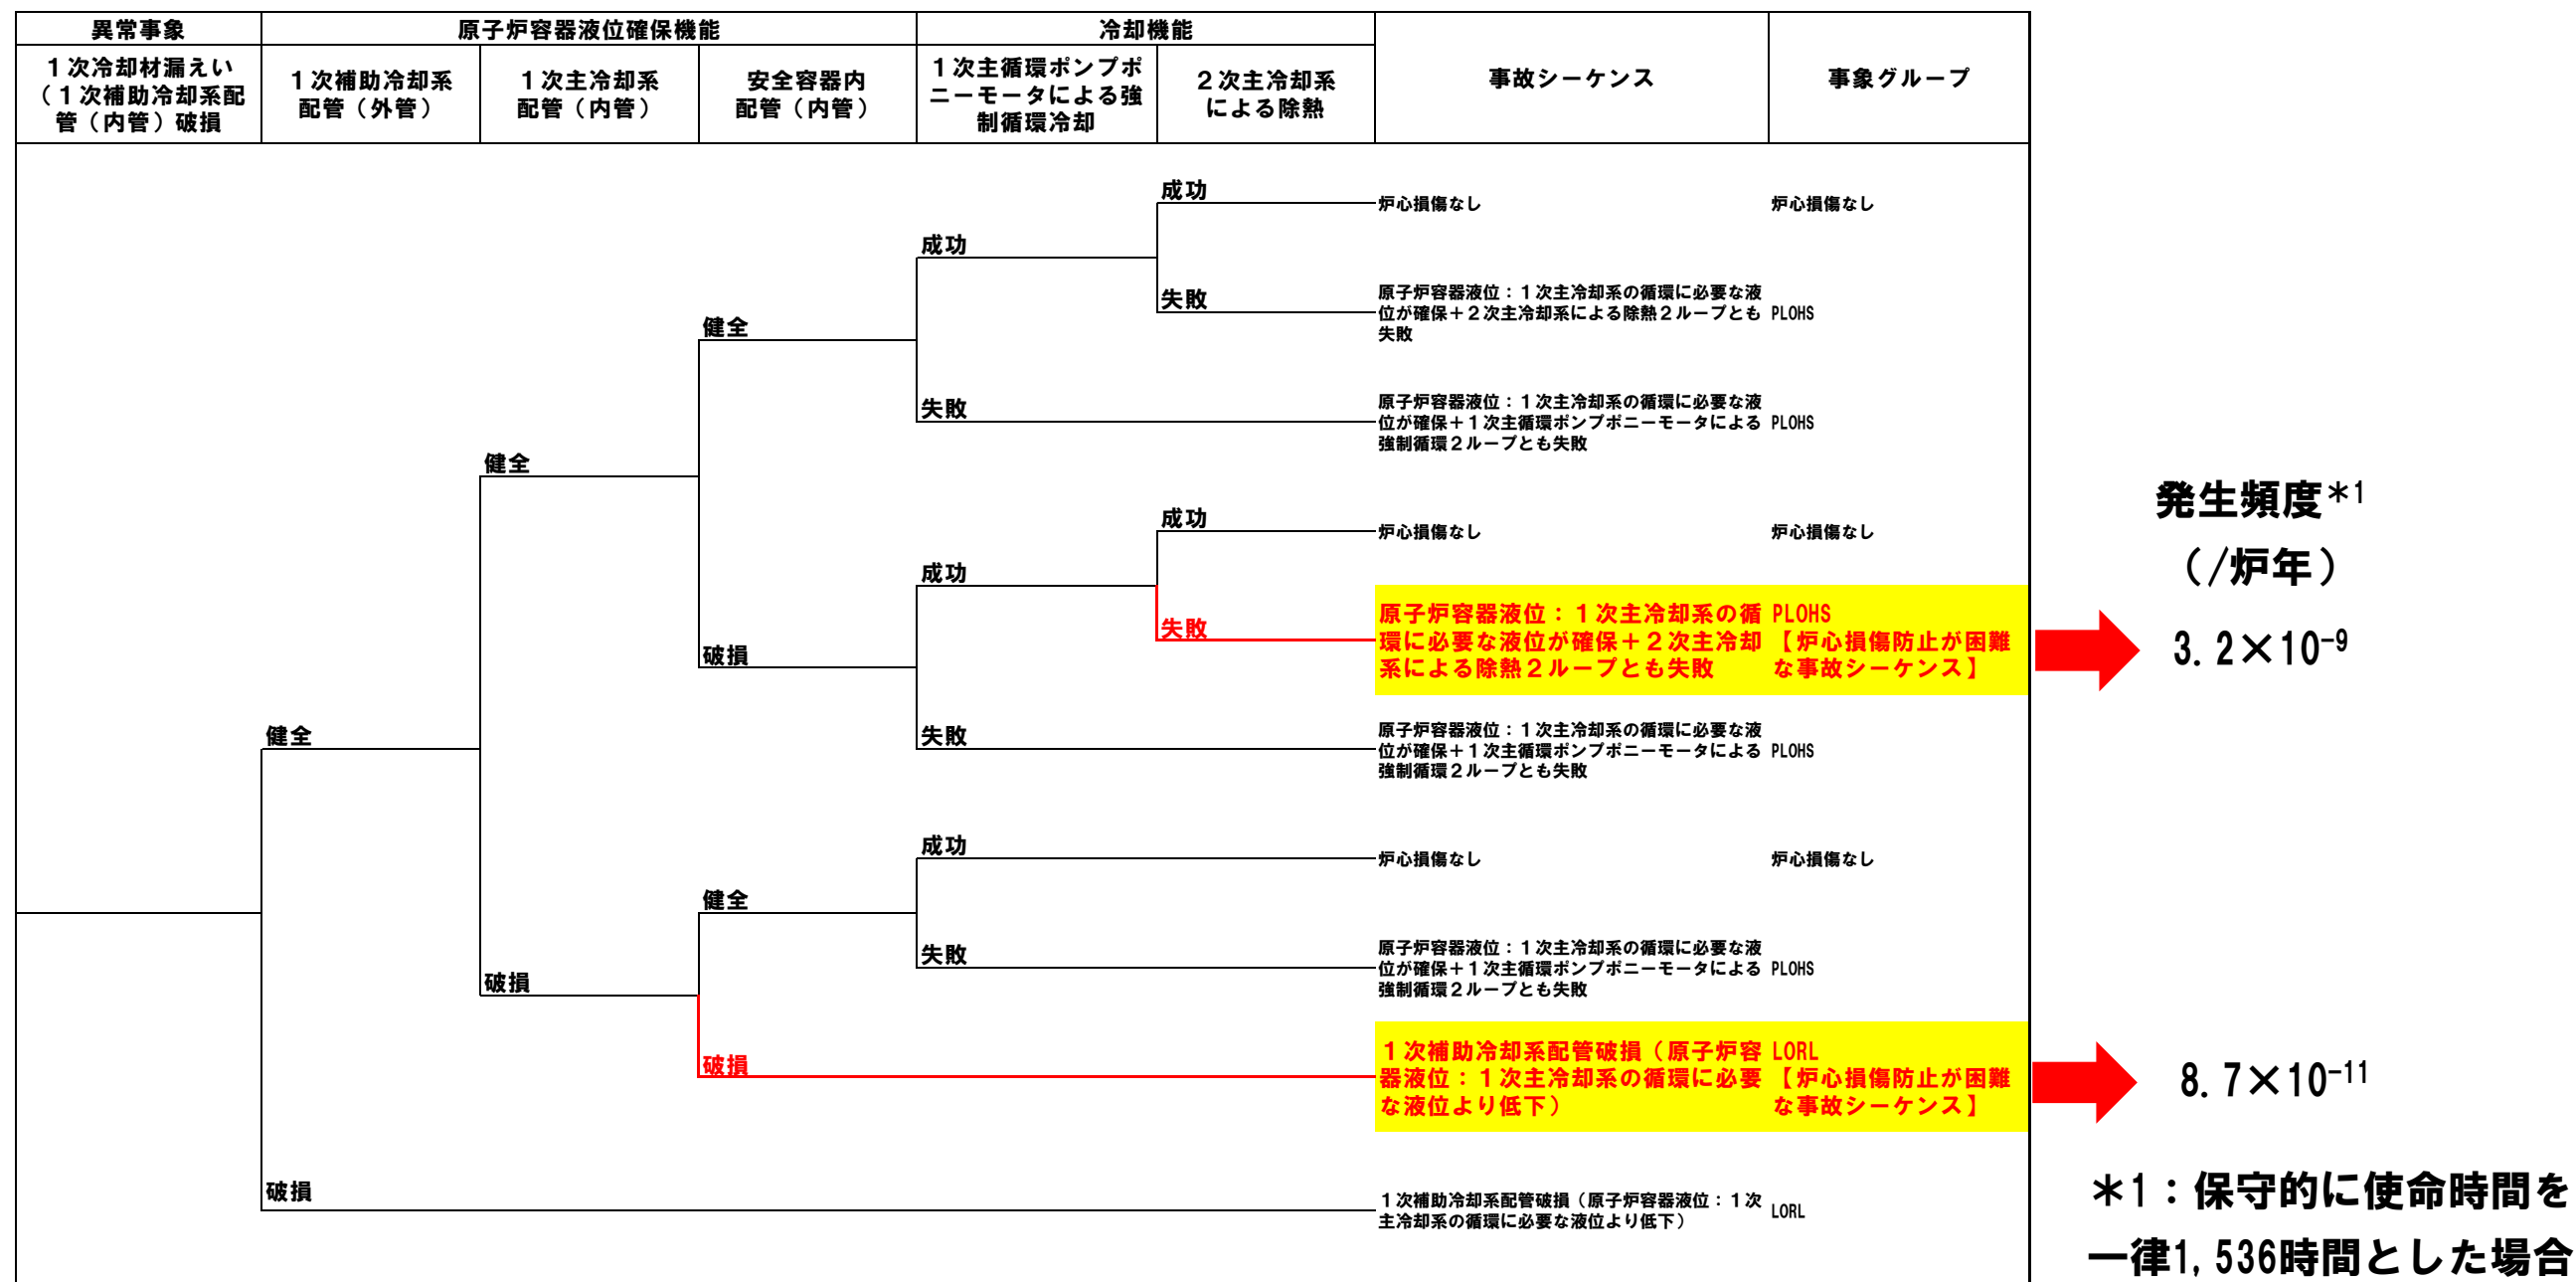 異常事象
原子炉容器液位確保機能
冷却機能
１次冷却材漏えい
（１次補助冷却系配
管（内管）破損
１次補助冷却系
配管（外管）
１次主冷却系
配管（内管）
安全容器内
配管（内管）
１次主循環ポンプポ
ニーモータによる強
制循環冷却
２次主冷却系
による除熱
事故シーケンス
事象グループ
成功
炉心損傷なし
炉心損傷なし
成功
失敗
原子炉容器液位：１次主冷却系の循環に必要な液
位が確保＋２次主冷却系による除熱２ループとも
失敗
PLOHS
健全
失敗
原子炉容器液位：１次主冷却系の循環に必要な液
位が確保＋１次主循環ポンプポニーモータによる
強制循環２ループとも失敗
PLOHS
健全
成功
炉心損傷なし
炉心損傷なし
発生頻度＊1
（/炉年）
成功
失敗
原子炉容器液位：１次主冷却系の循
環に必要な液位が確保＋２次主冷却
系による除熱２ループとも失敗
PLOHS
【炉心損傷防止が困難
な事故シーケンス】
3.2×10⁻⁹
破損
健全
失敗
原子炉容器液位：１次主冷却系の循環に必要な液
位が確保＋１次主循環ポンプポニーモータによる
強制循環２ループとも失敗
PLOHS
成功
炉心損傷なし
炉心損傷なし
健全
失敗
原子炉容器液位：１次主冷却系の循環に必要な液
位が確保＋１次主循環ポンプポニーモータによる
強制循環２ループとも失敗
PLOHS
破損
破損
１次補助冷却系配管破損（原子炉容
器液位：１次主冷却系の循環に必要
な液位より低下）
LORL
【炉心損傷防止が困難
な事故シーケンス】
8.7×10⁻¹¹
破損
１次補助冷却系配管破損（原子炉容器液位：１次
主冷却系の循環に必要な液位より低下）
LORL
＊1：保守的に使命時間を
一律1,536時間とした場合